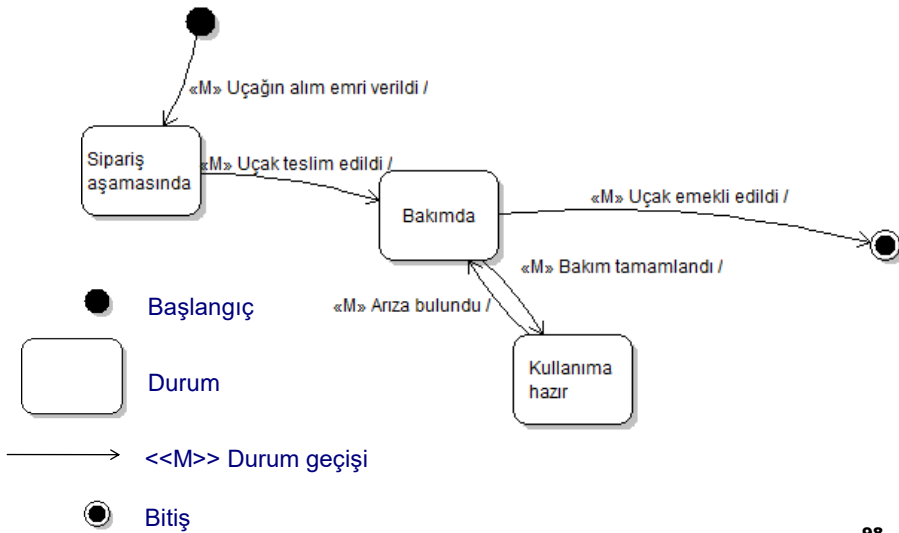 «M» Uçağın alım emri verildi /
Sipariş
aşamasında
«M» Uçak teslim edildi /
Bakımda
«M» Uçak emekli edildi /
«M» Bakım tamamlandı /
«M» Arıza bulundu /
Kullanıma
hazır
Başlangıç
Durum
<<M>> Durum geçişi
Bitiş
98